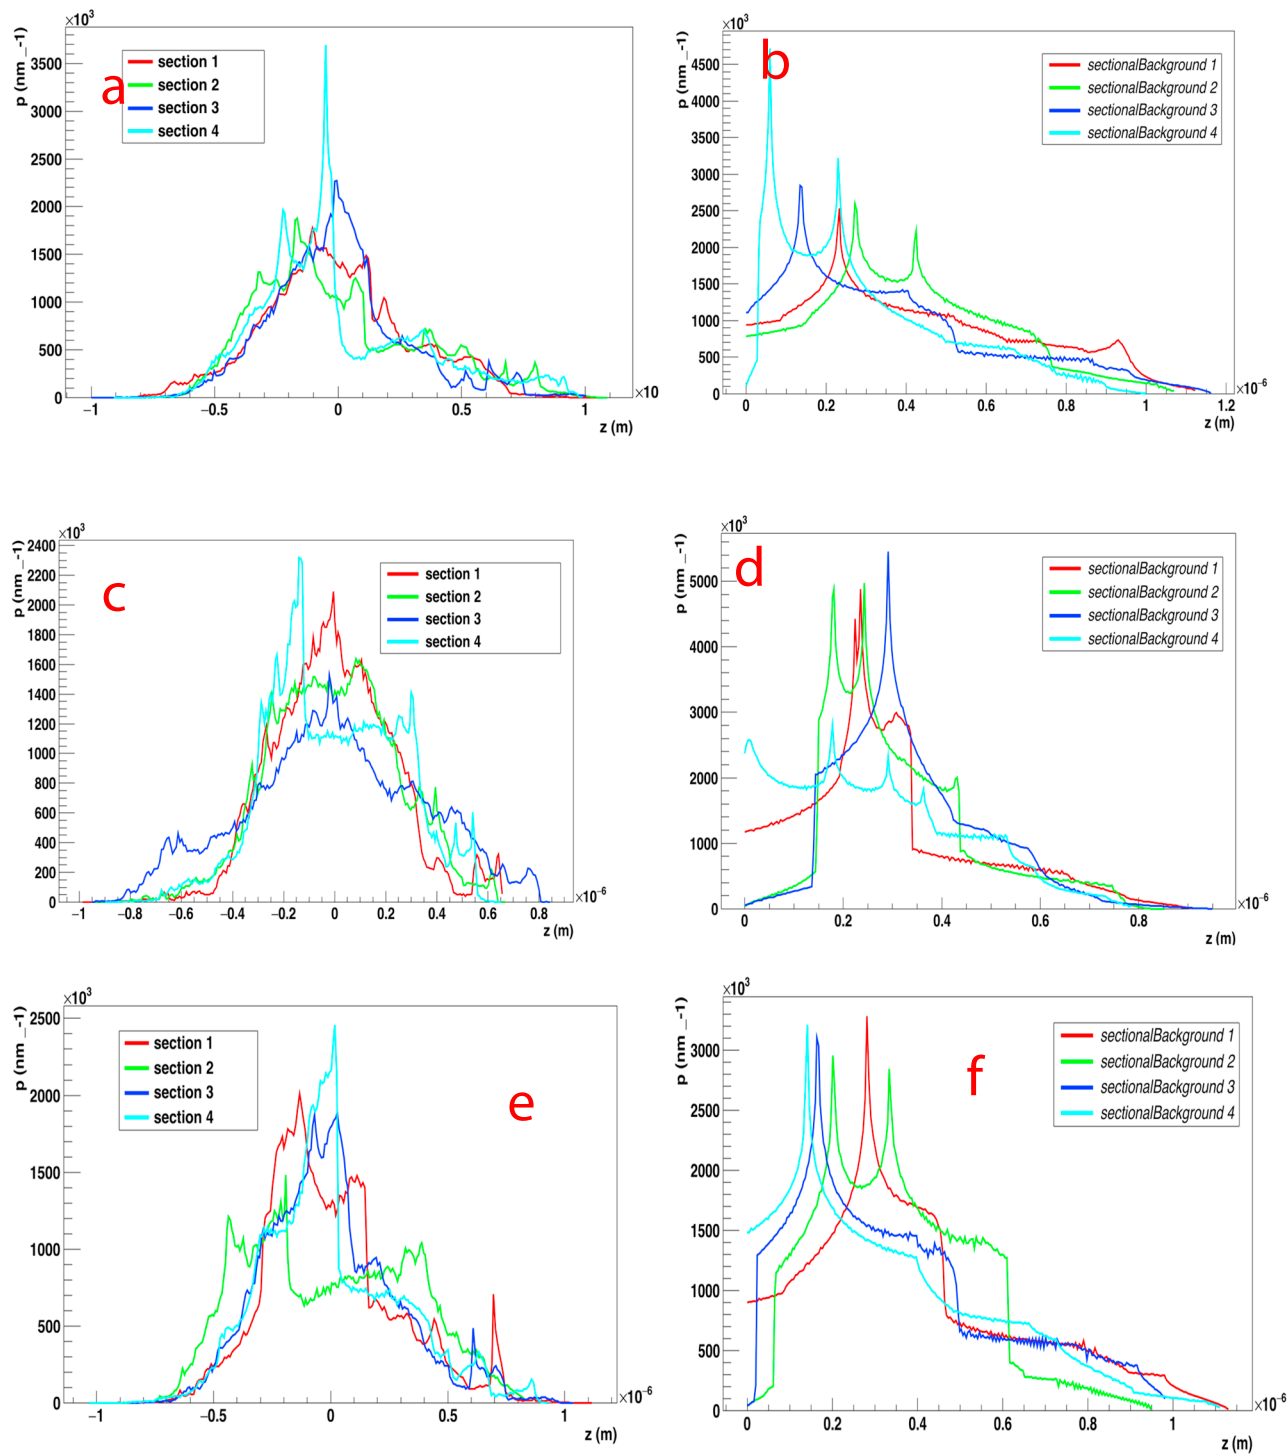 ×10³
p (nm _-1)
a
section 1
section 2
section 3
section 4
3500
3000
2500
2000
1500
1000
500
0
−1
−0.5
0
0.5
1
×10
z (m)
×10³
p (nm _-1)
b
sectionalBackground 1
sectionalBackground 2
sectionalBackground 3
sectionalBackground 4
4500
4000
3500
3000
2500
2000
1500
1000
500
0
0
0.2
0.4
0.6
0.8
1
1.2
×10⁻⁶
z (m)
×10³
p (nm _-1)
c
section 1
section 2
section 3
section 4
2400
2200
2000
1800
1600
1400
1200
1000
800
600
400
200
0
−1
−0.8
−0.6
−0.4
−0.2
0
0.2
0.4
0.6
0.8
×10⁻⁶
z (m)
×10³
p (nm _-1)
d
sectionalBackground 1
sectionalBackground 2
sectionalBackground 3
sectionalBackground 4
5000
4000
3000
2000
1000
0
0
0.2
0.4
0.6
0.8
×10⁻⁶
z (m)
×10³
p (nm _-1)
e
section 1
section 2
section 3
section 4
2500
2000
1500
1000
500
0
−1
−0.5
0
0.5
1
×10⁻⁶
z (m)
×10³
p (nm _-1)
f
sectionalBackground 1
sectionalBackground 2
sectionalBackground 3
sectionalBackground 4
3000
2500
2000
1500
1000
500
0
0
0.2
0.4
0.6
0.8
1
×10⁻⁶
z (m)